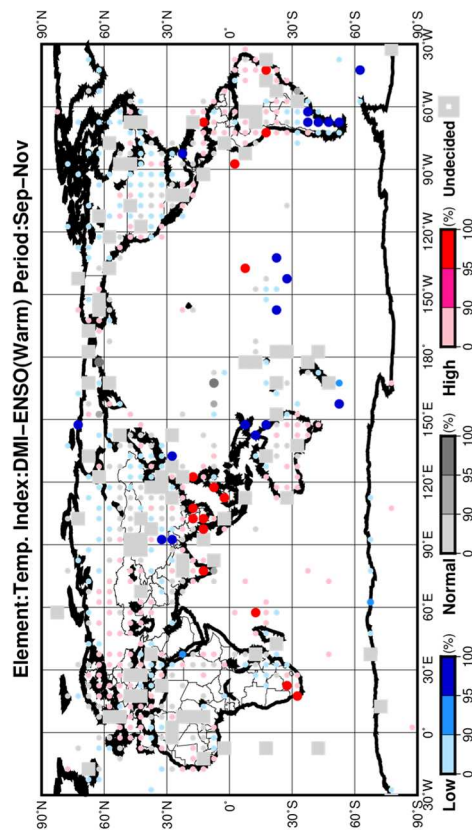 Element:Temp. Index:DMI-ENSO(Warm) Period:Sep-Nov
90°N
60°N
30°N
0°
30°S
60°S
90°S
30°W 0° 30°E 60°E 90°E 120°E 150°E 180° 150°W 120°W 90°W 60°W 30°W
Low Normal High Undecided
0 90 95 100 (%) 0 90 95 100 (%) 0 90 95 100 (%)